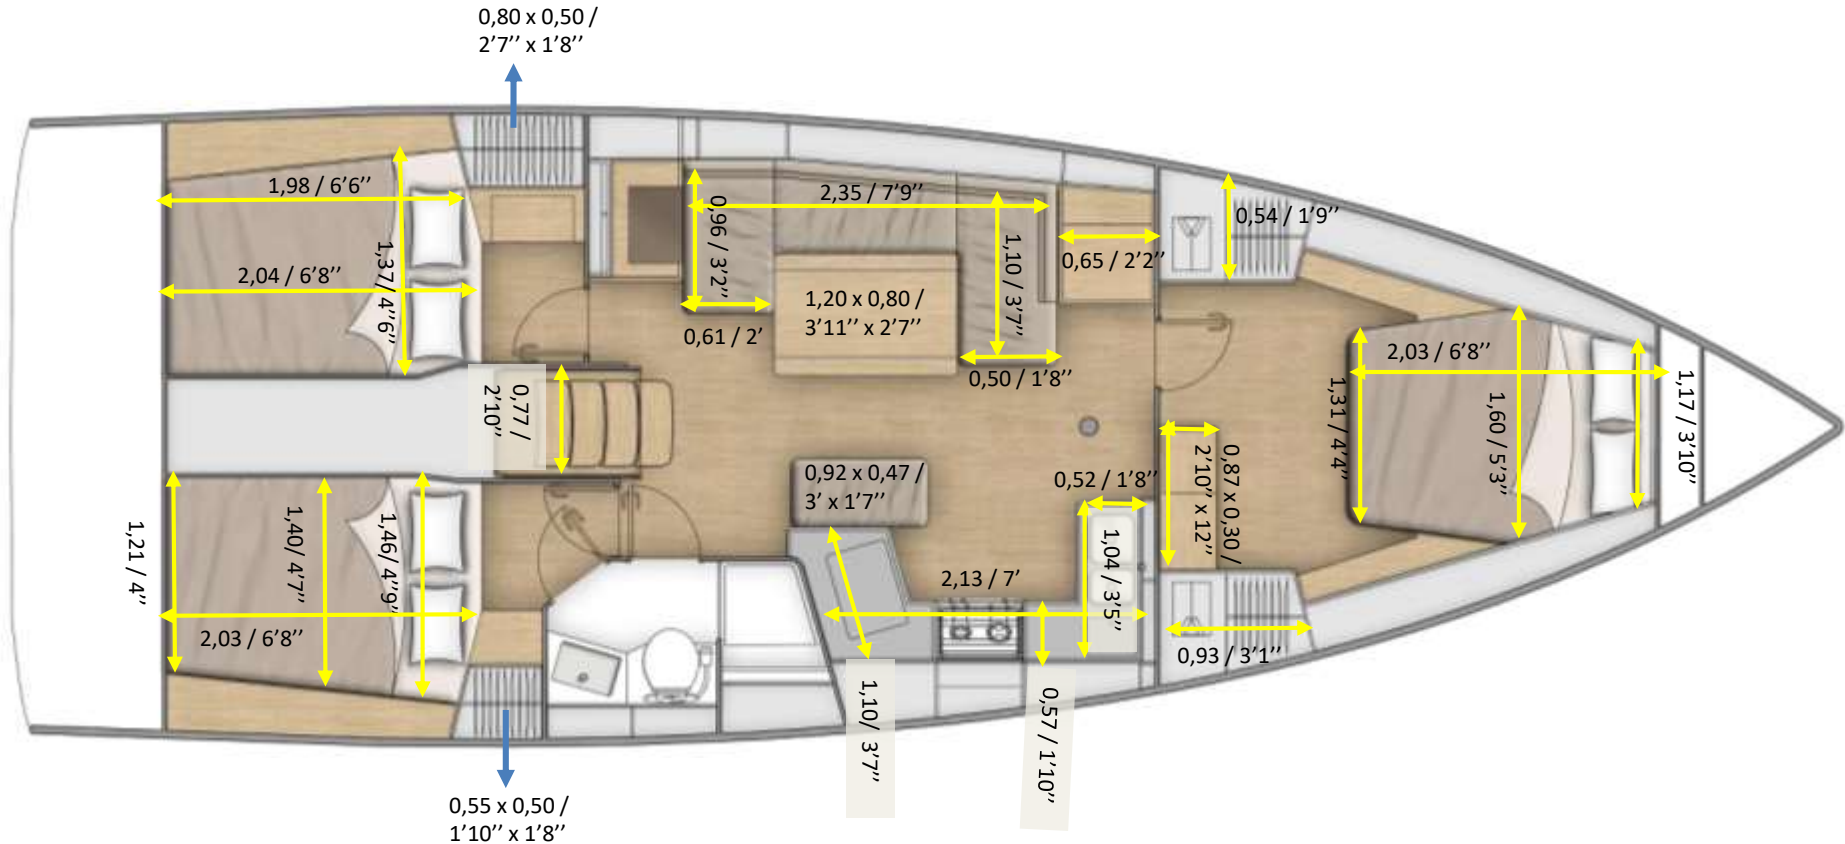 0,80 x 0,50 /
2’7’’ x 1’8’’
1,98 / 6’6’’
2,04 / 6’8’’
1,37/ 4’’6’’
0,96 / 3’2’’
2,35 / 7’9’’
1,10 / 3’7’’
0,61 / 2’
1,20 x 0,80 /
3’11’’ x 2’7’’
0,50 / 1’8’’
0,65 / 2’2’’
0,54 / 1’9’’
0,77 /
2’10’’
2,03 / 6’8’’
1,31 / 4’4’’
1,60 / 5’3’’
1,17 / 3’10’’
0,92 x 0,47 /
3’ x 1’7’’
0,52 / 1’8’’
0,87 x 0,30 /
2’10’’ x 12’’
1,21 / 4’’
1,40/ 4’7’’
1,46/ 4’’9’’
2,03 / 6’8’’
2,13 / 7’
1,04 / 3’5’’
0,93 / 3’1’’
1,10/ 3’7’’
0,57 / 1’10’’
0,55 x 0,50 /
1’10’’ x 1’8’’